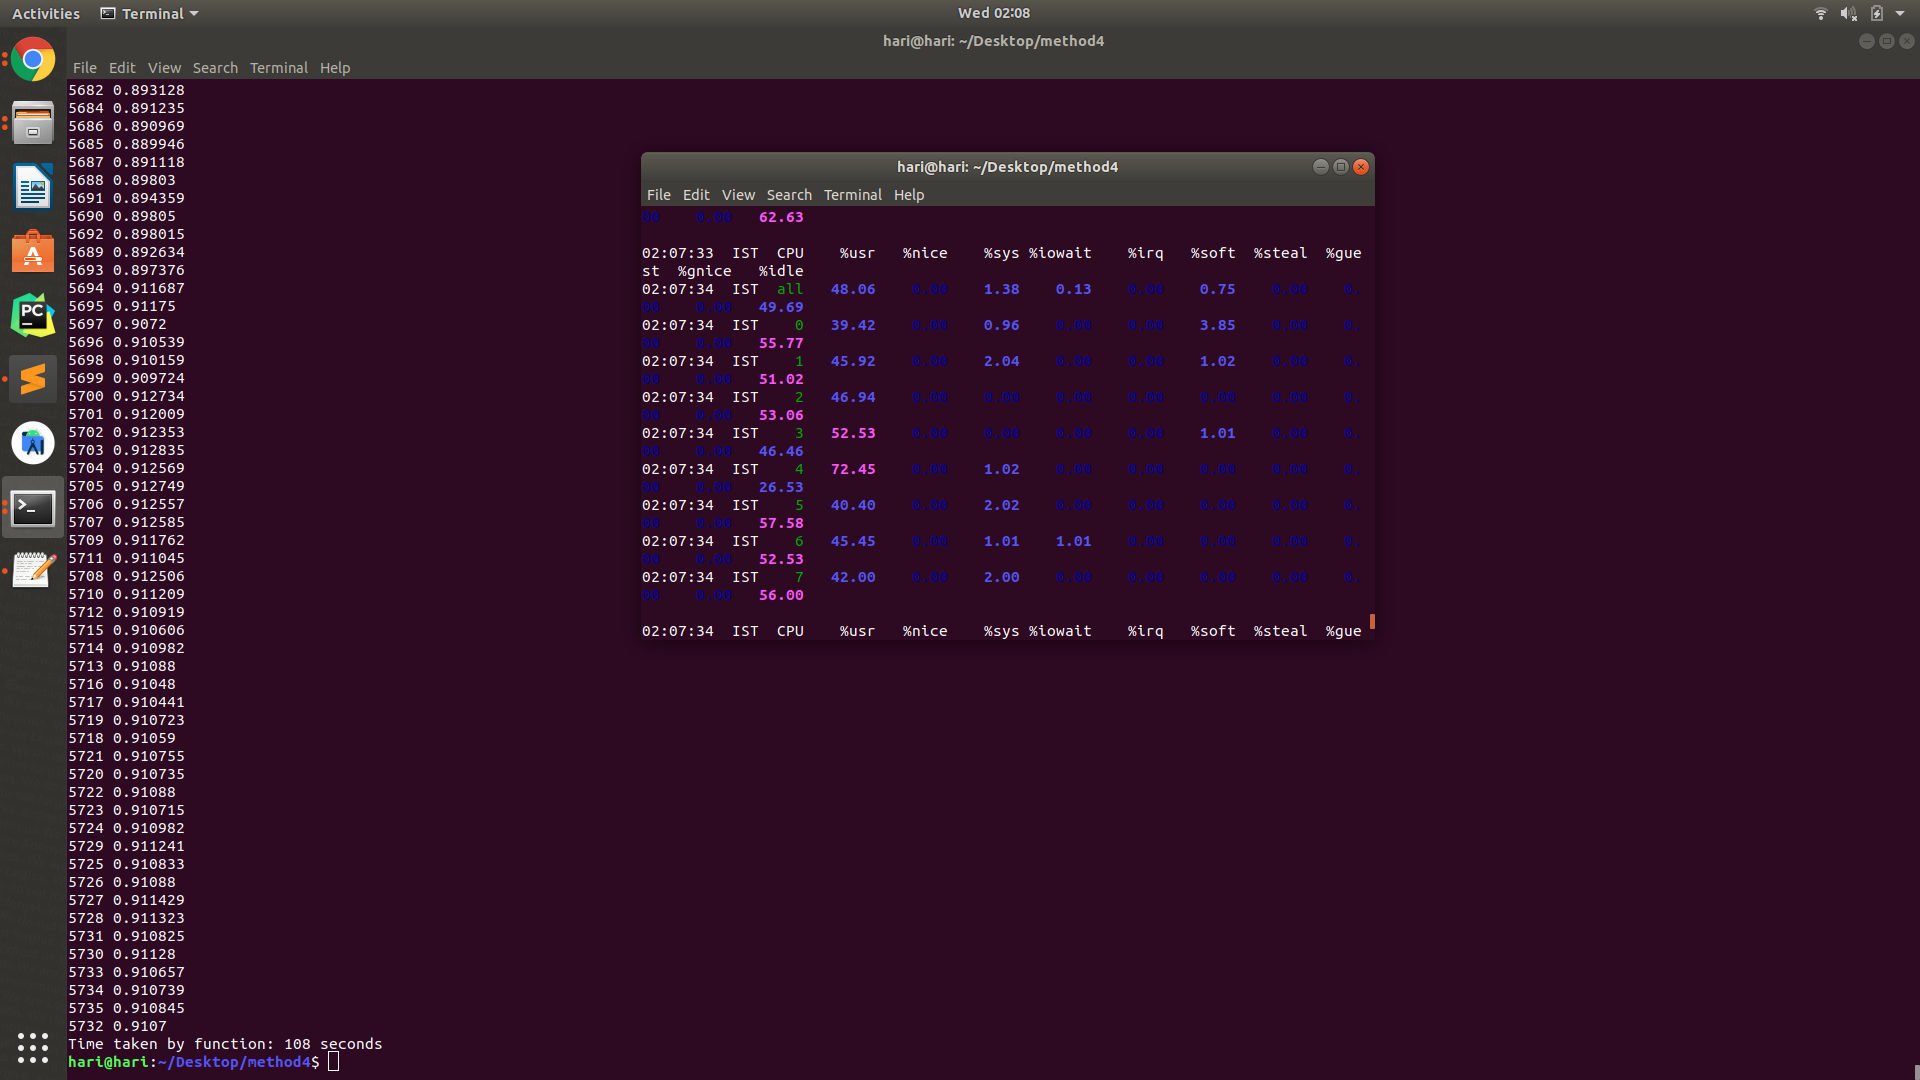 Activities Terminal Wed 02:08
hari@hari: ~/Desktop/method4
File Edit View Search Terminal Help
5682 0.893128
5684 0.891235
5686 0.890969
5685 0.889946
5687 0.891118
5688 0.89803
5691 0.894359
5690 0.89805
5692 0.898015
5689 0.892634
5693 0.897376
5694 0.911687
5695 0.91175
5697 0.9072
5696 0.910539
5698 0.910159
5699 0.909724
5700 0.912734
5701 0.912009
5702 0.912353
5703 0.912835
5704 0.912569
5705 0.912749
5706 0.912557
5707 0.912585
5709 0.911762
5711 0.911045
5708 0.912506
5710 0.911209
5712 0.910919
5715 0.910606
5714 0.910982
5713 0.91088
5716 0.91048
5717 0.910441
5719 0.910723
5718 0.91059
5721 0.910755
5720 0.910735
5722 0.91088
5723 0.910715
5724 0.910982
5729 0.911241
5725 0.910833
5726 0.91088
5727 0.911429
5728 0.911323
5731 0.910825
5730 0.91128
5733 0.910657
5734 0.910739
5735 0.910845
5732 0.9107
Time taken by function: 108 seconds
hari@hari:~/Desktop/method4$
hari@hari: ~/Desktop/method4
File Edit View Search Terminal Help
00 0.00 62.63
02:07:33 IST CPU %usr %nice %sys %iowait %irq %soft %steal %gue
st %gnice %idle
02:07:34 IST all 48.06 0.00 1.38 0.13 0.00 0.75 0.00 0.
00 0.00 49.69
02:07:34 IST 0 39.42 0.00 0.96 0.00 0.00 3.85 0.00 0.
00 0.00 55.77
02:07:34 IST 1 45.92 0.00 2.04 0.00 0.00 1.02 0.00 0.
00 0.00 51.02
02:07:34 IST 2 46.94 0.00 0.00 0.00 0.00 0.00 0.00 0.
00 0.00 53.06
02:07:34 IST 3 52.53 0.00 0.00 0.00 0.00 1.01 0.00 0.
00 0.00 46.46
02:07:34 IST 4 72.45 0.00 1.02 0.00 0.00 0.00 0.00 0.
00 0.00 26.53
02:07:34 IST 5 40.40 0.00 2.02 0.00 0.00 0.00 0.00 0.
00 0.00 57.58
02:07:34 IST 6 45.45 0.00 1.01 1.01 0.00 0.00 0.00 0.
00 0.00 52.53
02:07:34 IST 7 42.00 0.00 2.00 0.00 0.00 0.00 0.00 0.
00 0.00 56.00
02:07:34 IST CPU %usr %nice %sys %iowait %irq %soft %steal %gue
PC